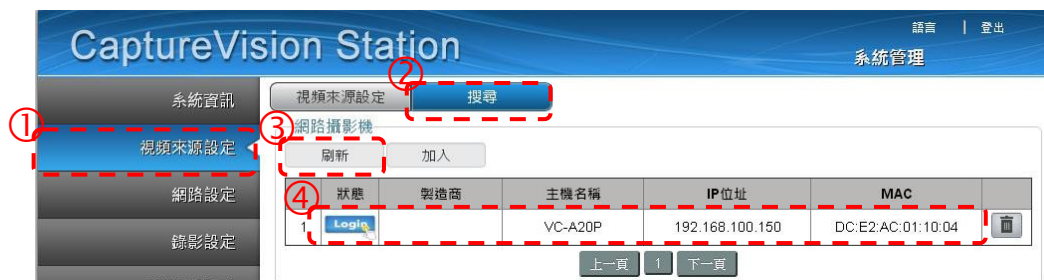 語言 | 登出
CaptureVision Station
系統管理
②
系統資訊
視頻來源設定 搜尋
①
③
網路攝影機
視頻來源設定
刷新 加入
網路設定
④
狀態 製造商 主機名稱 IP位址 MAC
1 Login VC-A20P 192.168.100.150 DC:E2:AC:01:10:04
錄影設定
上一頁 1 下一頁